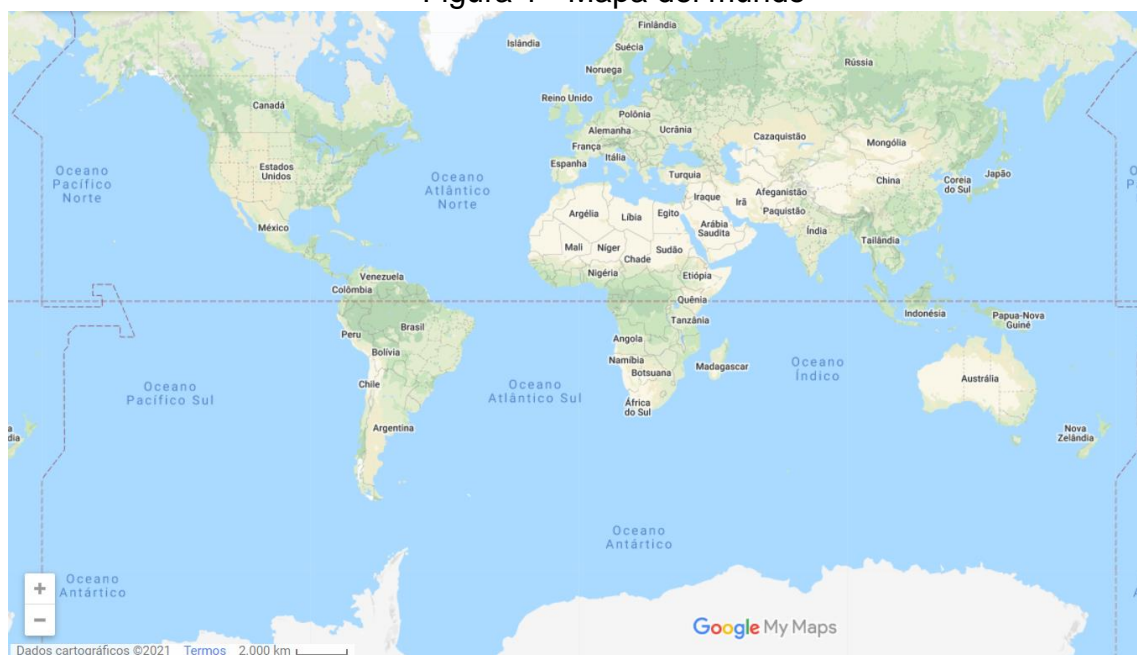 Islândia
Finlândia
Suécia
Noruega
Rússia
Canadá
Reino Unido
Polônia
Alemanha
Ucrânia
Cazaquistão
Mongólia
França
Itália
Espanha
Turquia
Estados
Unidos
Oceano
Pacífico
Norte
Oceano
Atlântico
Norte
China
Coreia
do Sul
Japão
Iraque
Irã
Afeganistão
Paquistão
Argélia
Líbia
Egito
Arábia
Saudita
México
Índia
Tailândia
Mali
Níger
Chade
Sudão
Nigéria
Etiópia
Venezuela
Colômbia
Quênia
Indonésia
Papua-Nova
Guiné
Tanzânia
Peru
Brasil
Angola
Bolívia
Namíbia
Botsuana
Madagascar
Oceano
Índico
Oceano
Pacífico Sul
Chile
Oceano
Atlântico Sul
África
do Sul
Austrália
Argentina
Nova
Zelândia
Oceano
Antártico
Oceano
Antártico
+
−
Google My Maps
Dados cartográficos ©2021 Termos 2.000 km